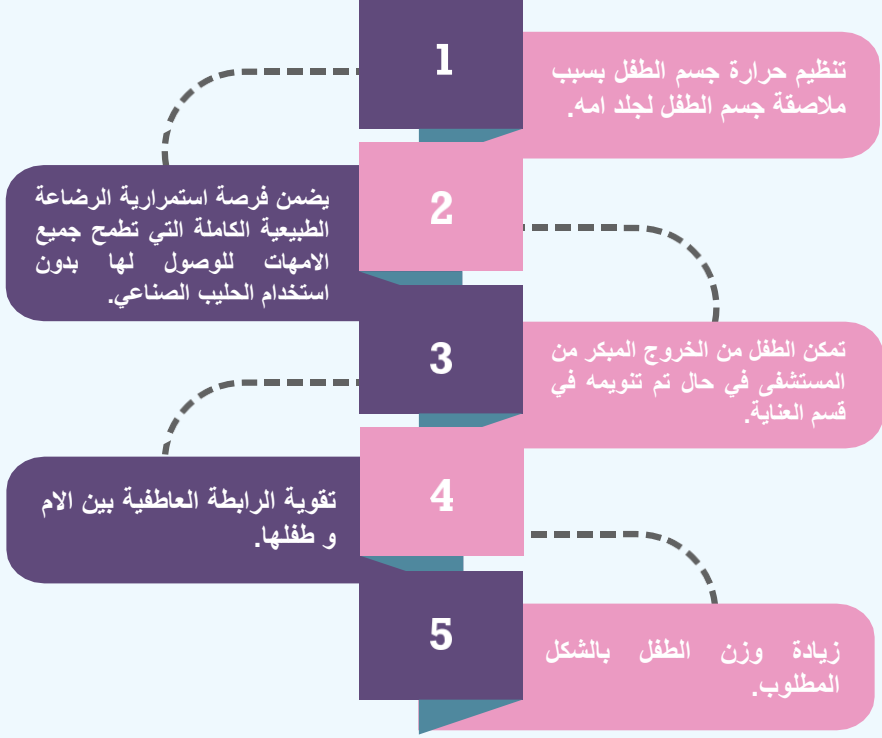 1
تنظيم حرارة جسم الطفل بسبب
ملاصقة جسم الطفل لجلد امه.
2
يضمن فرصة استمرارية الرضاعة
الطبيعية الكاملة التي تطمح جميع
الامهات للوصول لها بدون
استخدام الحليب الصناعي.
3
تمكن الطفل من الخروج المبكر من
المستشفى في حال تم تنويمه في
قسم العناية.
4
تقوية الرابطة العاطفية بين الام
و طفلها.
5
زيادة وزن الطفل بالشكل
المطلوب.